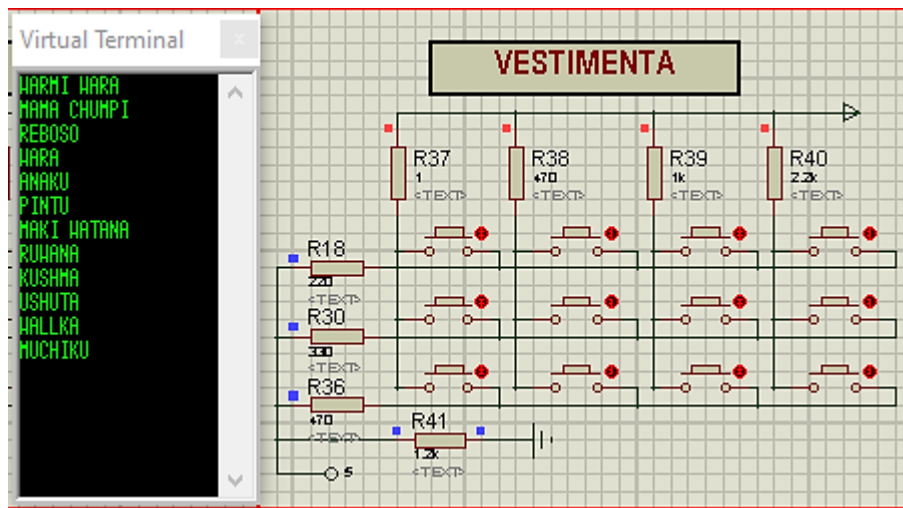 Virtual Terminal
WARMI WARA
MAMA CHUMPI
REBOSO
WARA
ANAKU
PINTU
MAKI WATANA
RUWANA
KUSHMA
USHUTA
WALLKA
MUCHIKU
VESTIMENTA
R37
1
<TEXT>
R38
470
<TEXT>
R39
1k
<TEXT>
R40
2.2k
<TEXT>
R18
220
<TEXT>
R30
330
<TEXT>
R36
470
<TEXT>
R41
1.2k
<TEXT>
5